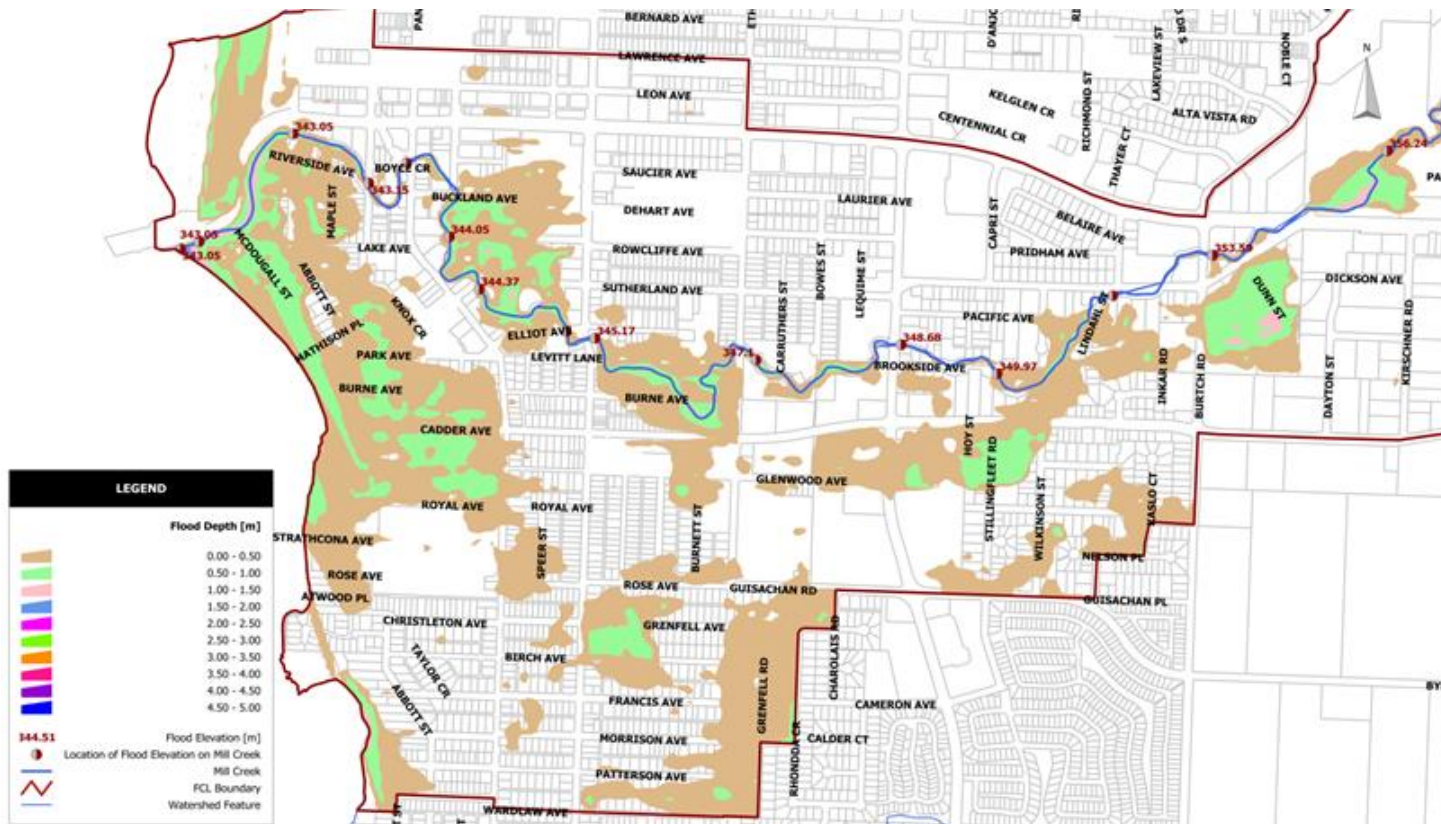 BERNARD AVE
LAWRENCE AVE
LEON AVE
D'ANJO
LAKEVIEW ST
RICHMOND ST
KELGLEN CR
CENTENNIAL CR
ALTA VISTA RD
THAYER CT
N
343.05
356.24
RIVERSIDE AVE
BOYCE CR
343.15
MAPLE ST
BUCKLAND AVE
SAUCIER AVE
DEHART AVE
LAURIER AVE
CAPRI ST
BELAIRE AVE
PRIDHAM AVE
344.05
LAKE AVE
ROWCLIFFE AVE
343.05
343.05
353.59
MCDOUGALL ST
ABBOTT ST
344.37
SUTHERLAND AVE
BOWES ST
LEQUIME ST
DUNN ST
DICKSON AVE
KNOX CR
MATHISON PL
ELLIOT AVE
345.17
CARRUTHERS ST
PACIFIC AVE
LINDAHL ST
KIRSCHNER RD
PARK AVE
LEVITT LANE
347.1
348.68
BROOKSIDE AVE
349.97
INKAR RD
BURTCH RD
DAYTON ST
BURNE AVE
BURNE AVE
CADDER AVE
HOY ST
STILLINGFLEET RD
GLENWOOD AVE
ROYAL AVE
ROYAL AVE
WILKINSON ST
KASLO CT
STRATHCONA AVE
SPEER ST
BURNETT ST
NELSON PL
ROSE AVE
ROSE AVE
GUISACHAN RD
ATWOOD PL
GUISACHAN PL
CHRISTLETON AVE
GRENFELL AVE
CHAROLAIS RD
TAYLOR CR
BIRCH AVE
GRENFELL RD
ABBOTT ST
FRANCIS AVE
CAMERON AVE
MORRISON AVE
CALDER CT
RHONDDA CR
PATTERSON AVE
WARDLAW AVE
LEGEND
Flood Depth [m]
0.00 - 0.50
0.50 - 1.00
1.00 - 1.50
1.50 - 2.00
2.00 - 2.50
2.50 - 3.00
3.00 - 3.50
3.50 - 4.00
4.00 - 4.50
4.50 - 5.00
344.51 Flood Elevation [m]
Location of Flood Elevation on Mill Creek
Mill Creek
FCL Boundary
Watershed Feature